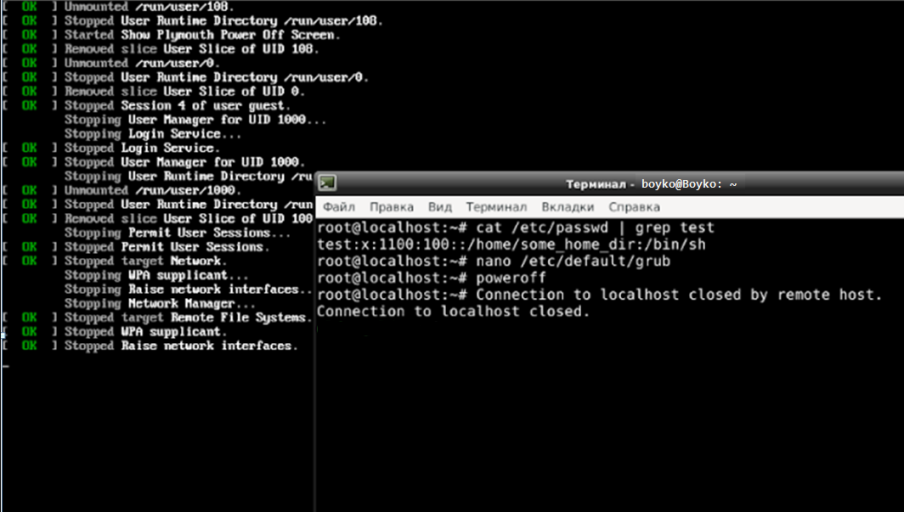 [ OK ] Unmounted /run/user/108.
[ OK ] Stopped User Runtime Directory /run/user/108.
[ OK ] Started Show Plymouth Power Off Screen.
[ OK ] Removed slice User Slice of UID 108.
[ OK ] Unmounted /run/user/0.
[ OK ] Stopped User Runtime Directory /run/user/0.
[ OK ] Removed slice User Slice of UID 0.
[ OK ] Stopped Session 4 of user guest.
Stopping User Manager for UID 1000...
Stopping Login Service...
[ OK ] Stopped Login Service.
[ OK ] Stopped User Manager for UID 1000.
Stopping User Runtime Directory /ru
[ OK ] Unmounted /run/user/1000.
[ OK ] Stopped User Runtime Directory /run
[ OK ] Removed slice User Slice of UID 100
Stopping Permit User Sessions...
[ OK ] Stopped Permit User Sessions.
[ OK ] Stopped target Network.
Stopping WPA supplicant...
Stopping Raise network interfaces..
Stopping Network Manager...
[ OK ] Stopped target Remote File Systems.
[ OK ] Stopped WPA supplicant.
[ OK ] Stopped Raise network interfaces.
Терминал - boyko@Boyko: ~
Файл Правка Вид Терминал Вкладки Справка
root@localhost:~# cat /etc/passwd | grep test
test:x:1100:100::/home/some_home_dir:/bin/sh
root@localhost:~# nano /etc/default/grub
root@localhost:~# poweroff
root@localhost:~# Connection to localhost closed by remote host.
Connection to localhost closed.